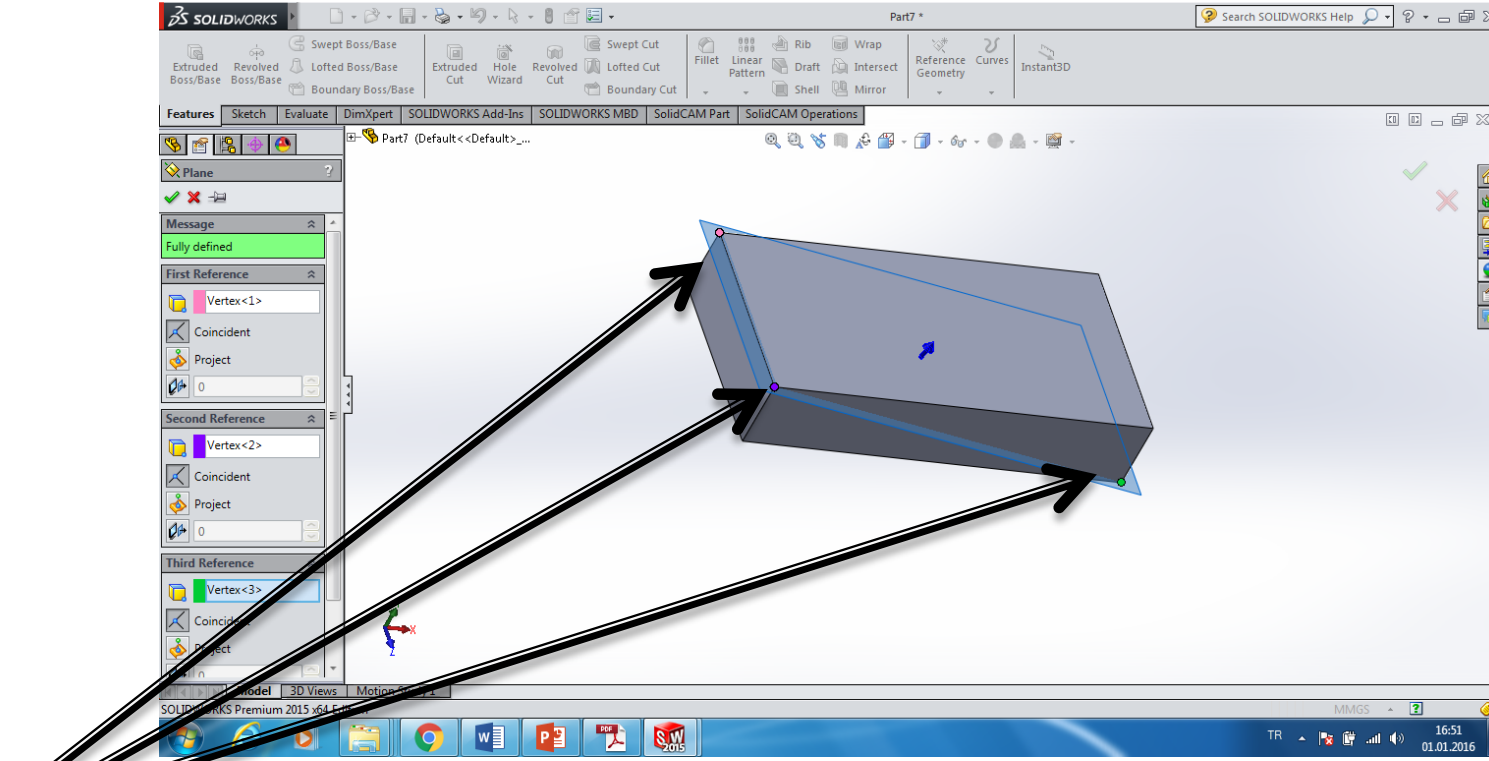 SOLIDWORKS
Part7 *
Search SOLIDWORKS Help
Extruded Boss/Base
Revolved Boss/Base
Swept Boss/Base
Lofted Boss/Base
Boundary Boss/Base
Extruded Cut
Hole Wizard
Revolved Cut
Swept Cut
Lofted Cut
Boundary Cut
Fillet
Linear Pattern
Rib
Draft
Shell
Wrap
Intersect
Mirror
Reference Geometry
Curves
Instant3D
Features Sketch Evaluate DimXpert SOLIDWORKS Add-Ins SOLIDWORKS MBD SolidCAM Part SolidCAM Operations
Part7 (Default<<Default>_...
Plane ?
Message
Fully defined
First Reference
Vertex<1>
Coincident
Project
0
Second Reference
Vertex<2>
Coincident
Project
0
Third Reference
Vertex<3>
Project
0
X
Z
Model 3D Views
SOLIDWORKS Premium 2015 x64
MMGS
PDF
SW
2015
TR
16:51
01.01.2016